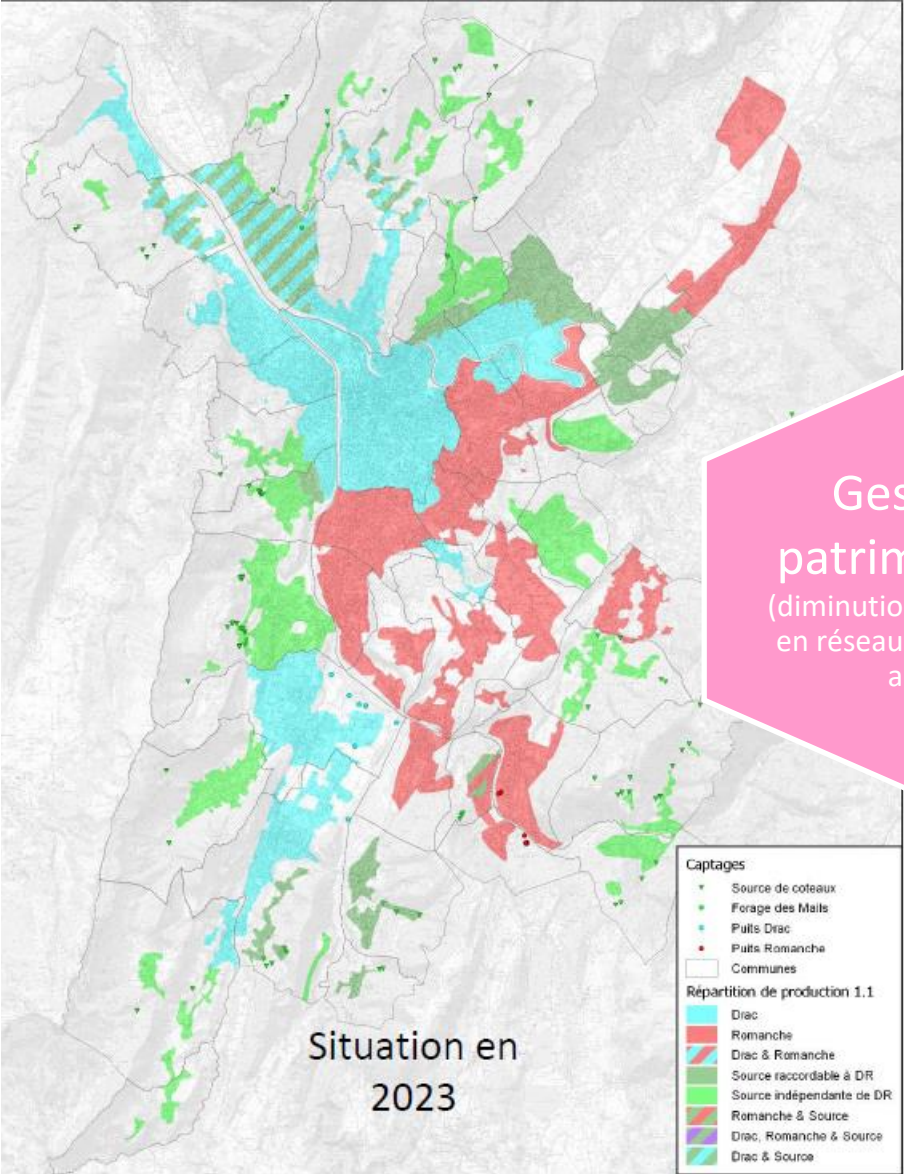 Ges
patrim
(diminutio
en réseau
a
Situation en
2023
Captages
Source de coteaux
Forage des Mails
Puits Drac
Puits Romanche
Communes
Répartition de production 1.1
Drac
Romanche
Drac & Romanche
Source raccordable à DR
Source indépendante de DR
Romanche & Source
Drac, Romanche & Source
Drac & Source